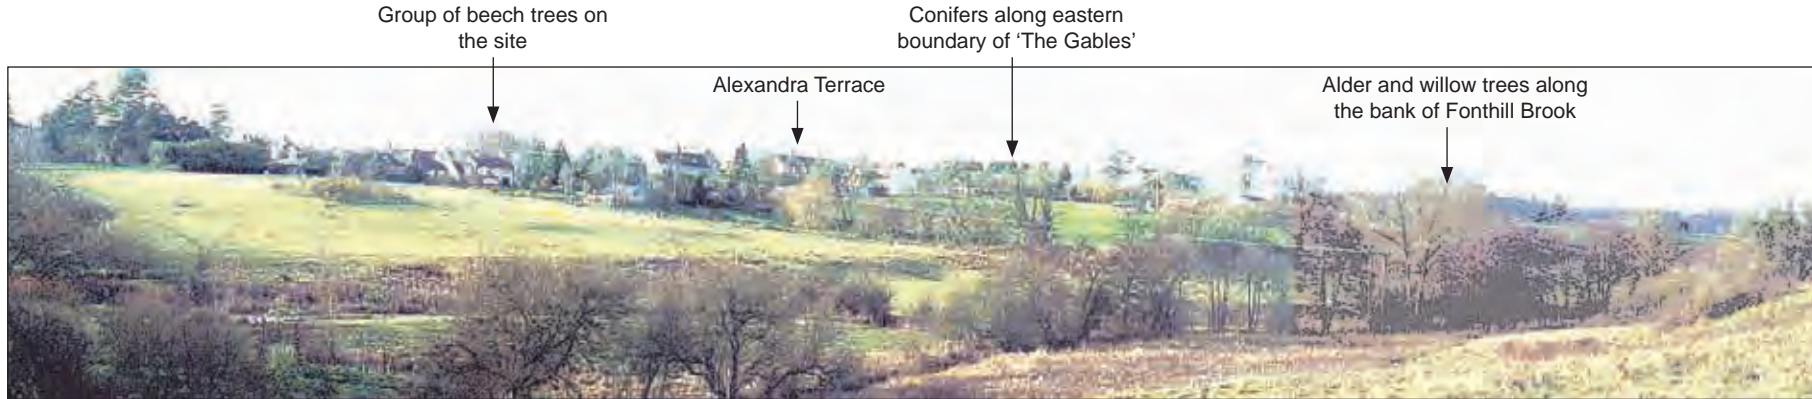 Group of beech trees on
the site
Alexandra Terrace
Conifers along eastern
boundary of ‘The Gables’
Alder and willow trees along
the bank of Fonthill Brook